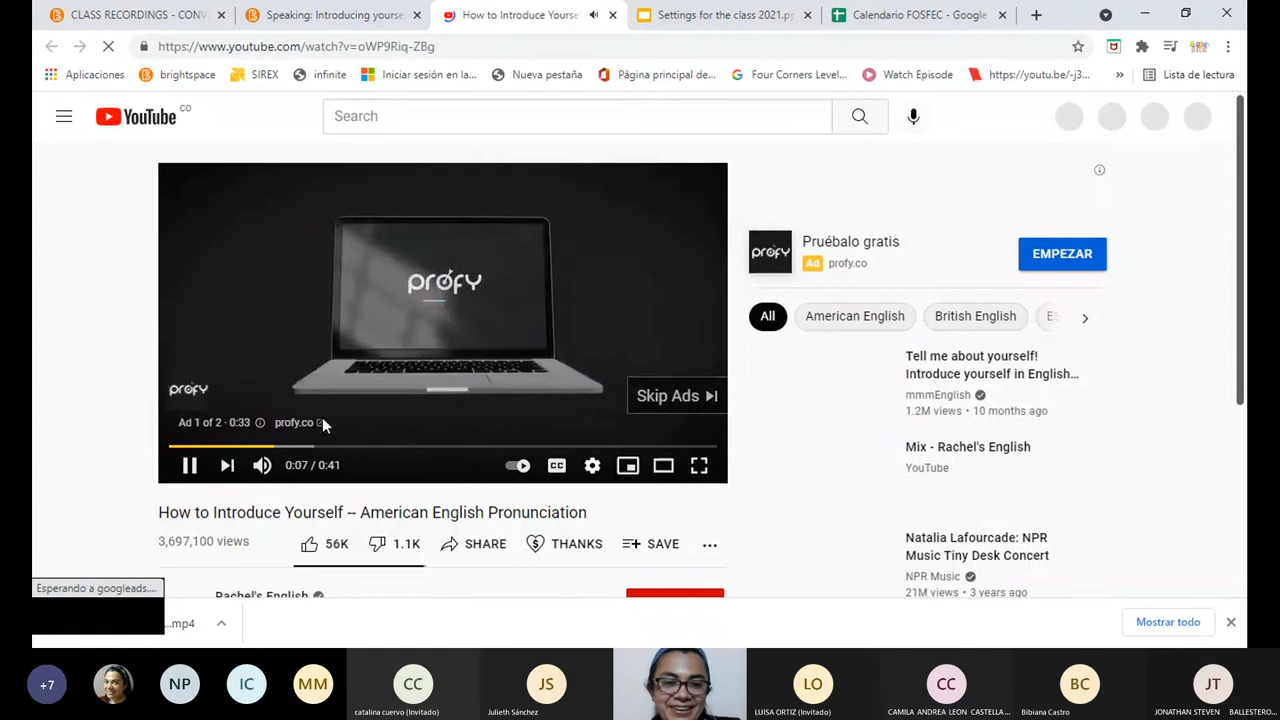 CLASS RECORDINGS - CONV
Speaking: Introducing yourse
How to Introduce Yourse
Settings for the class 2021.pp
Calendario FOSFEC - Google
https://www.youtube.com/watch?v=oWP9Riq-ZBg
Aplicaciones
brightspace
SIREX
infinite
Iniciar sesión en la...
Nueva pestaña
Página principal de...
Four Corners Level...
Watch Episode
https://youtu.be/-j3...
»
Lista de lectura
YouTube CO
Search
profy
profy
Skip Ads
Ad 1 of 2 · 0:33
profy.co
0:07 / 0:41
CC
profy
Pruébalo gratis
Ad profy.co
EMPEZAR
All
American English
British English
ES
Tell me about yourself!
Introduce yourself in English...
mmmEnglish
1.2M views • 10 months ago
Mix - Rachel's English
YouTube
How to Introduce Yourself -- American English Pronunciation
3,697,100 views
56K
1.1K
SHARE
THANKS
SAVE
...
Natalia Lafourcade: NPR
Music Tiny Desk Concert
NPR Music
21M views • 3 years ago
Rachel's English
Esperando a googleads....
...mp4
Mostrar todo
+7
NP
IC
MM
CC
catalina cuervo (Invitado)
JS
Julieth Sánchez
LO
LUISA ORTIZ (Invitado)
CC
CAMILA ANDREA LEON CASTELLA...
BC
Bibiana Castro
JT
JONATHAN STEVEN BALLESTERO...